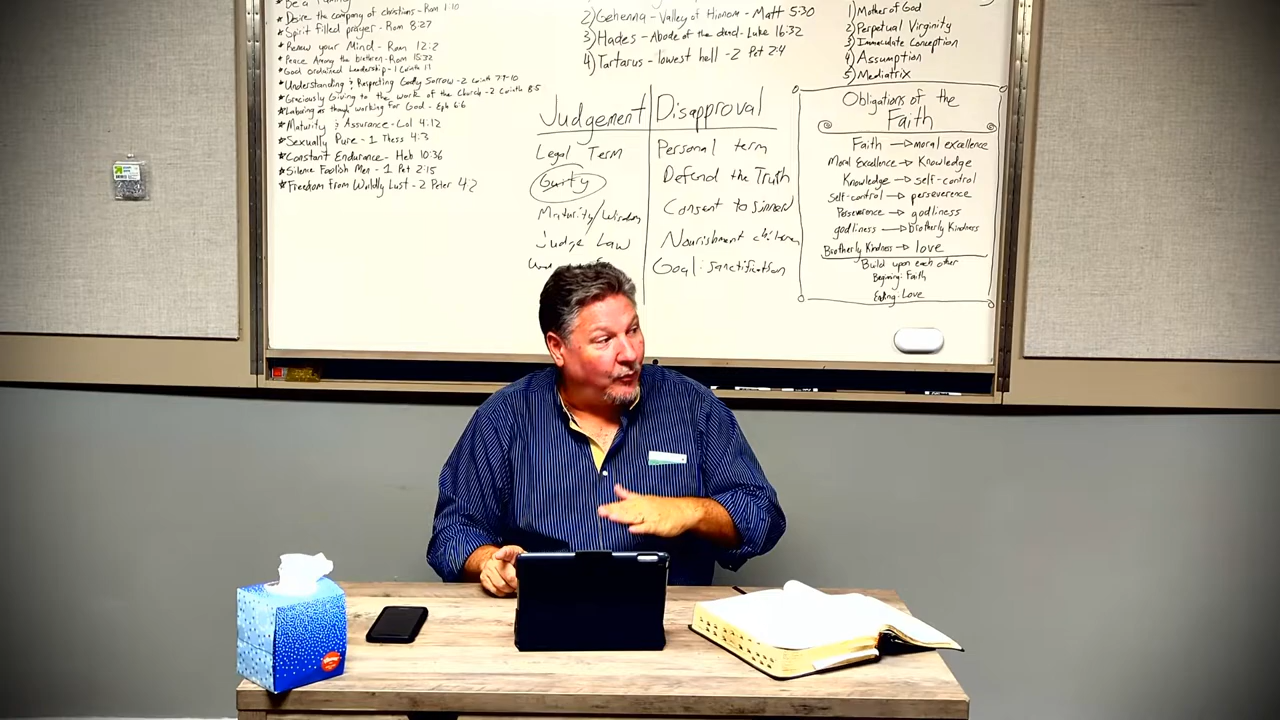 Desire the company of christians - Rom 1:10
* Spirit filled prayer - Rom 8:27
* Renew your Mind - Rom 12:2
* Peace Among the brethren - Rom 15:32
* God ordained Leadership - 1 Corinth
* Understanding & Respecting Godly Sorrow - 2 Corinth 7:9-10
* Graciously Giving to the work of the Church - 2 Corinth 8:5
* Laboring as though working for God - Eph 6:6
* Maturity & Assurance - Col 4:12
* Sexually Pure - 1 Thess 4:3
* Constant Endurance - Heb 10:36
* Silence Foolish Men - 1 Pet 2:15
* Freedom From Worldly Lust - 2 Peter 4:2
2) Gehenna - Valley of Hinnom - Matt 5:30
3) Hades - Abode of the dead - Luke 16:32
4) Tartarus - lowest hell - 2 Pet 2:4
1) Mother of God
2) Perpetual Virginity
3) Immaculate Conception
4) Assumption
5) Mediatrix
Judgement
Legal Term
Guilty
Maturity/Wisdom
Judge Law
Disapproval
Personal term
Defend the Truth
Consent to sinned
Nourishment children
Goal: Sanctification
Obligations of the
Faith
Faith → moral excellence
Moral Excellence → Knowledge
Knowledge → self-control
Self-control → perseverence
Perseverence → godliness
godliness → Brotherly Kindness
Brotherly Kindness → love
Build upon each other
Beginning: Faith
Ending: Love